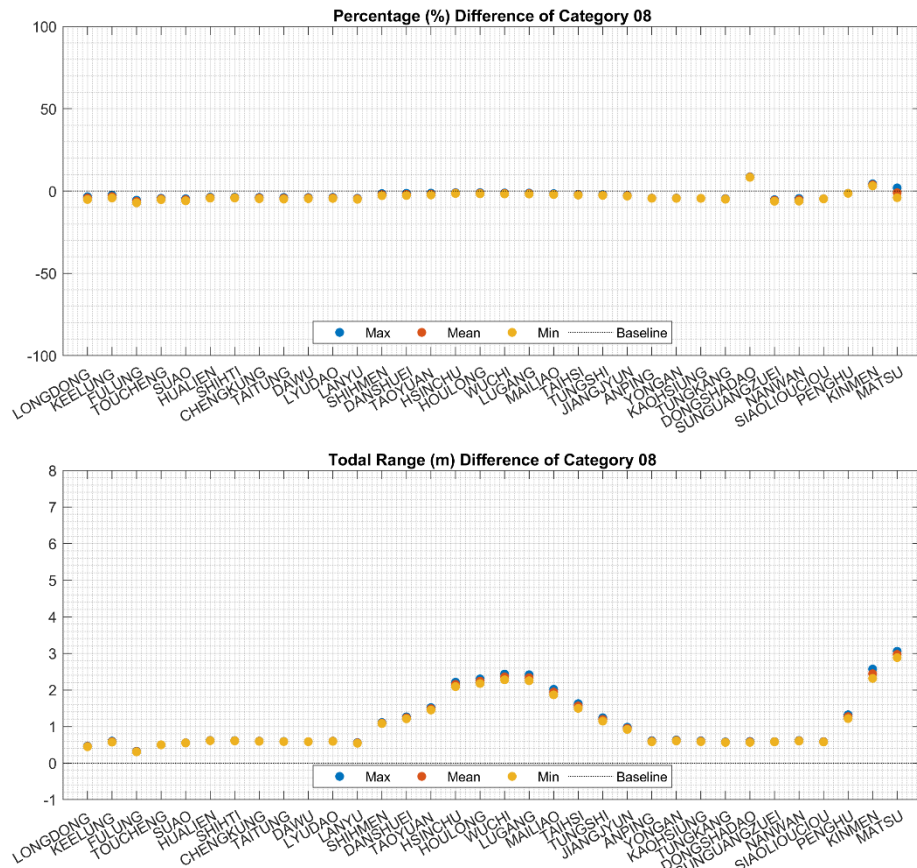 Percentage (%) Difference of Category 08
100
50
0
-50
-100
Max Mean Min Baseline
LONGDONG
KEELUNG
FULUNG
TOUCHENG
SUAO
HUALIEN
SHIHTI
CHENGKUNG
TAITUNG
DAWU
LYUDAO
LANYU
SHIHMEN
DANSHUEI
TAOYUAN
HSINCHU
HOULONG
WUCHI
LUGANG
MAILIAO
TAIHSI
TUNGSHI
JIANGJYUN
ANPING
YONGAN
KAOHSIUNG
TUNGKANG
DONGSHADAO
SUNGUANGZUEI
NANWAN
SIAOLIOUCIOU
PENGHU
KINMEN
MATSU
Todal Range (m) Difference of Category 08
8
7
6
5
4
3
2
1
0
-1
Max Mean Min Baseline
LONGDONG
KEELUNG
FULUNG
TOUCHENG
SUAO
HUALIEN
SHIHTI
CHENGKUNG
TAITUNG
DAWU
LYUDAO
LANYU
SHIHMEN
DANSHUEI
TAOYUAN
HSINCHU
HOULONG
WUCHI
LUGANG
MAILIAO
TAIHSI
TUNGSHI
JIANGJYUN
ANPING
YONGAN
KAOHSIUNG
TUNGKANG
DONGSHADAO
SUNGUANGZUEI
NANWAN
SIAOLIOUCIOU
PENGHU
KINMEN
MATSU